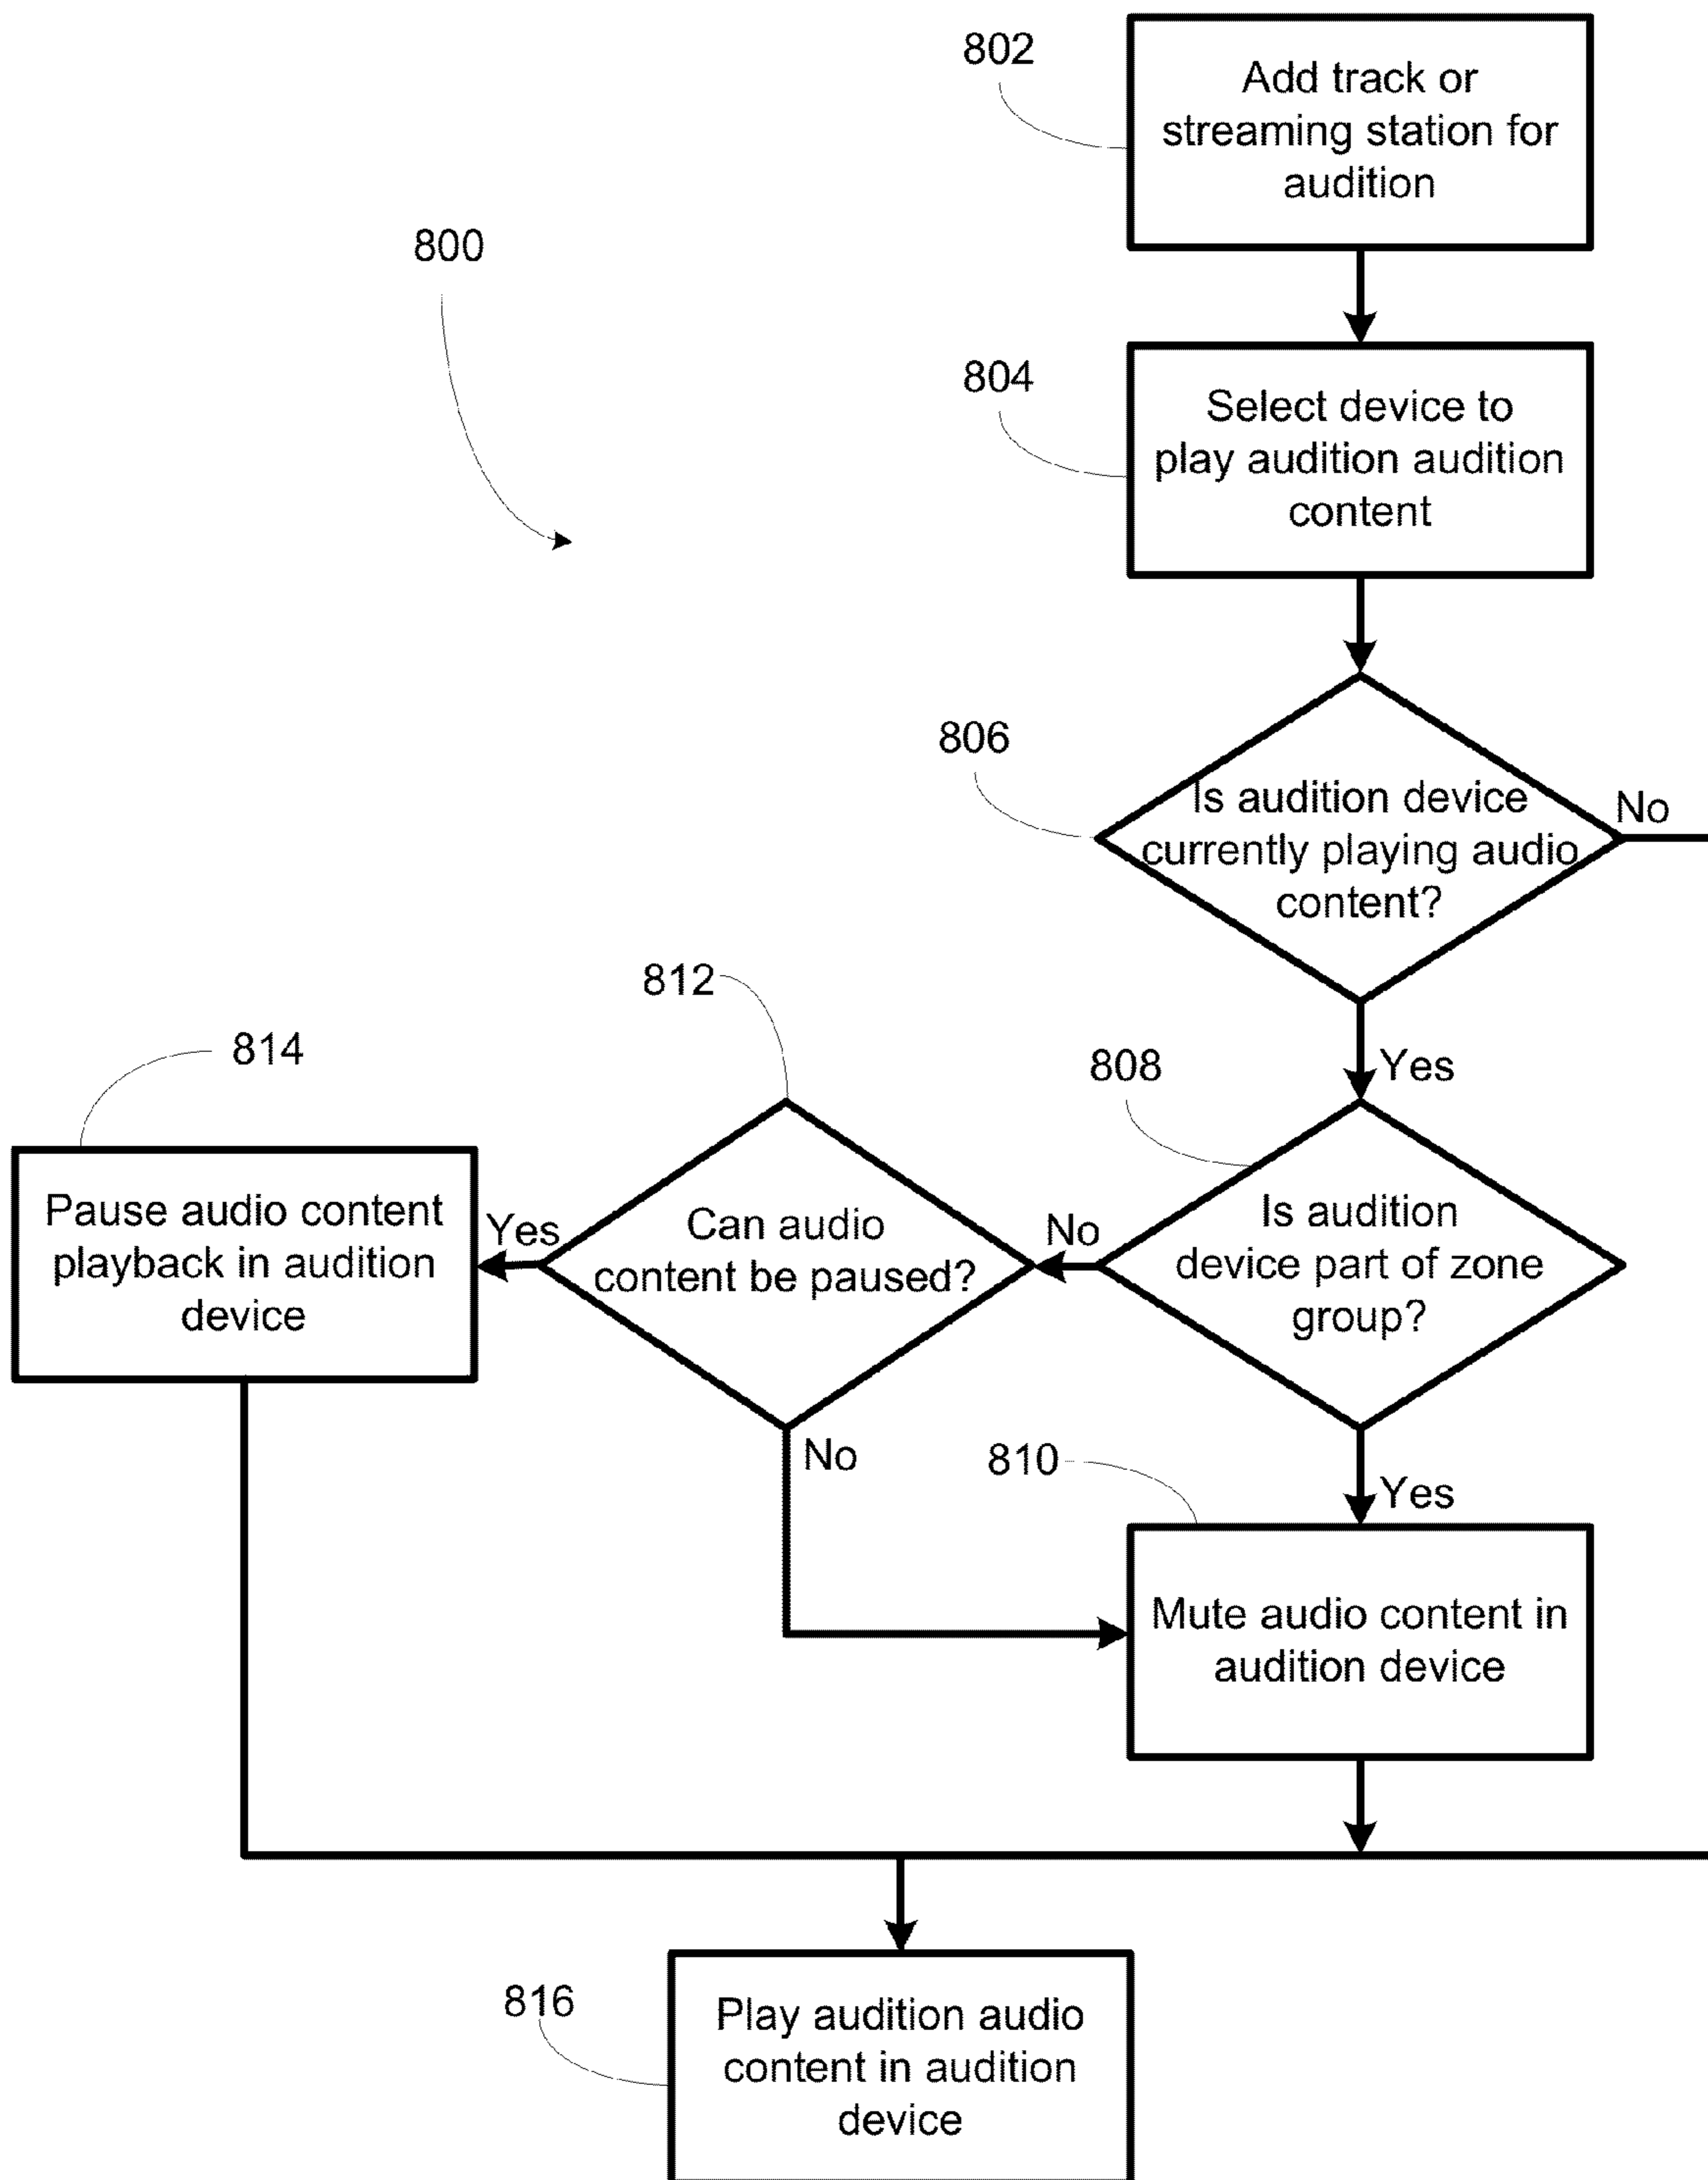 802
Add track or
streaming station for
audition
800
804
Select device to
play audition audition
content
806
Is audition device
currently playing audio
content?
No
Yes
812
814
808
Pause audio content
playback in audition
device
Yes
Can audio
content be paused?
No
Is audition
device part of zone
group?
No
810
Yes
Mute audio content in
audition device
816
Play audition audio
content in audition
device